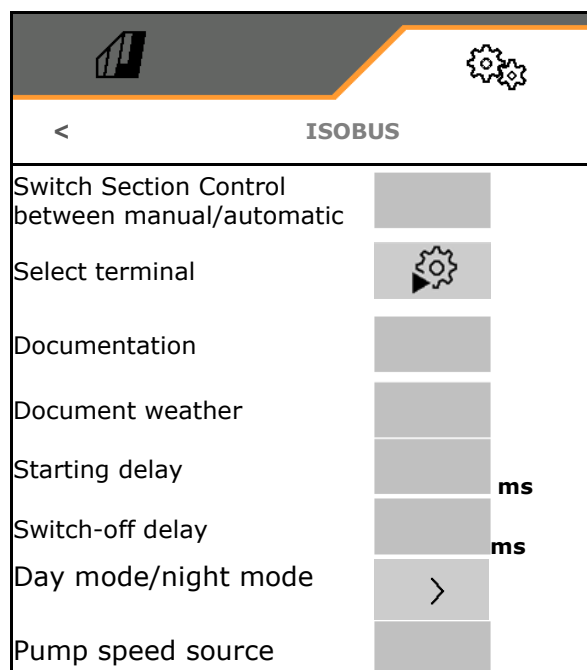 < ISOBUS
Switch Section Control
between manual/automatic
Select terminal
Documentation
Document weather
Starting delay
ms
Switch-off delay
ms
Day mode/night mode
>
Pump speed source